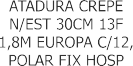 ATADURA CREPE
N/EST 30CM 13F
1,8M EUROPA C/12,
POLAR FIX HOSP